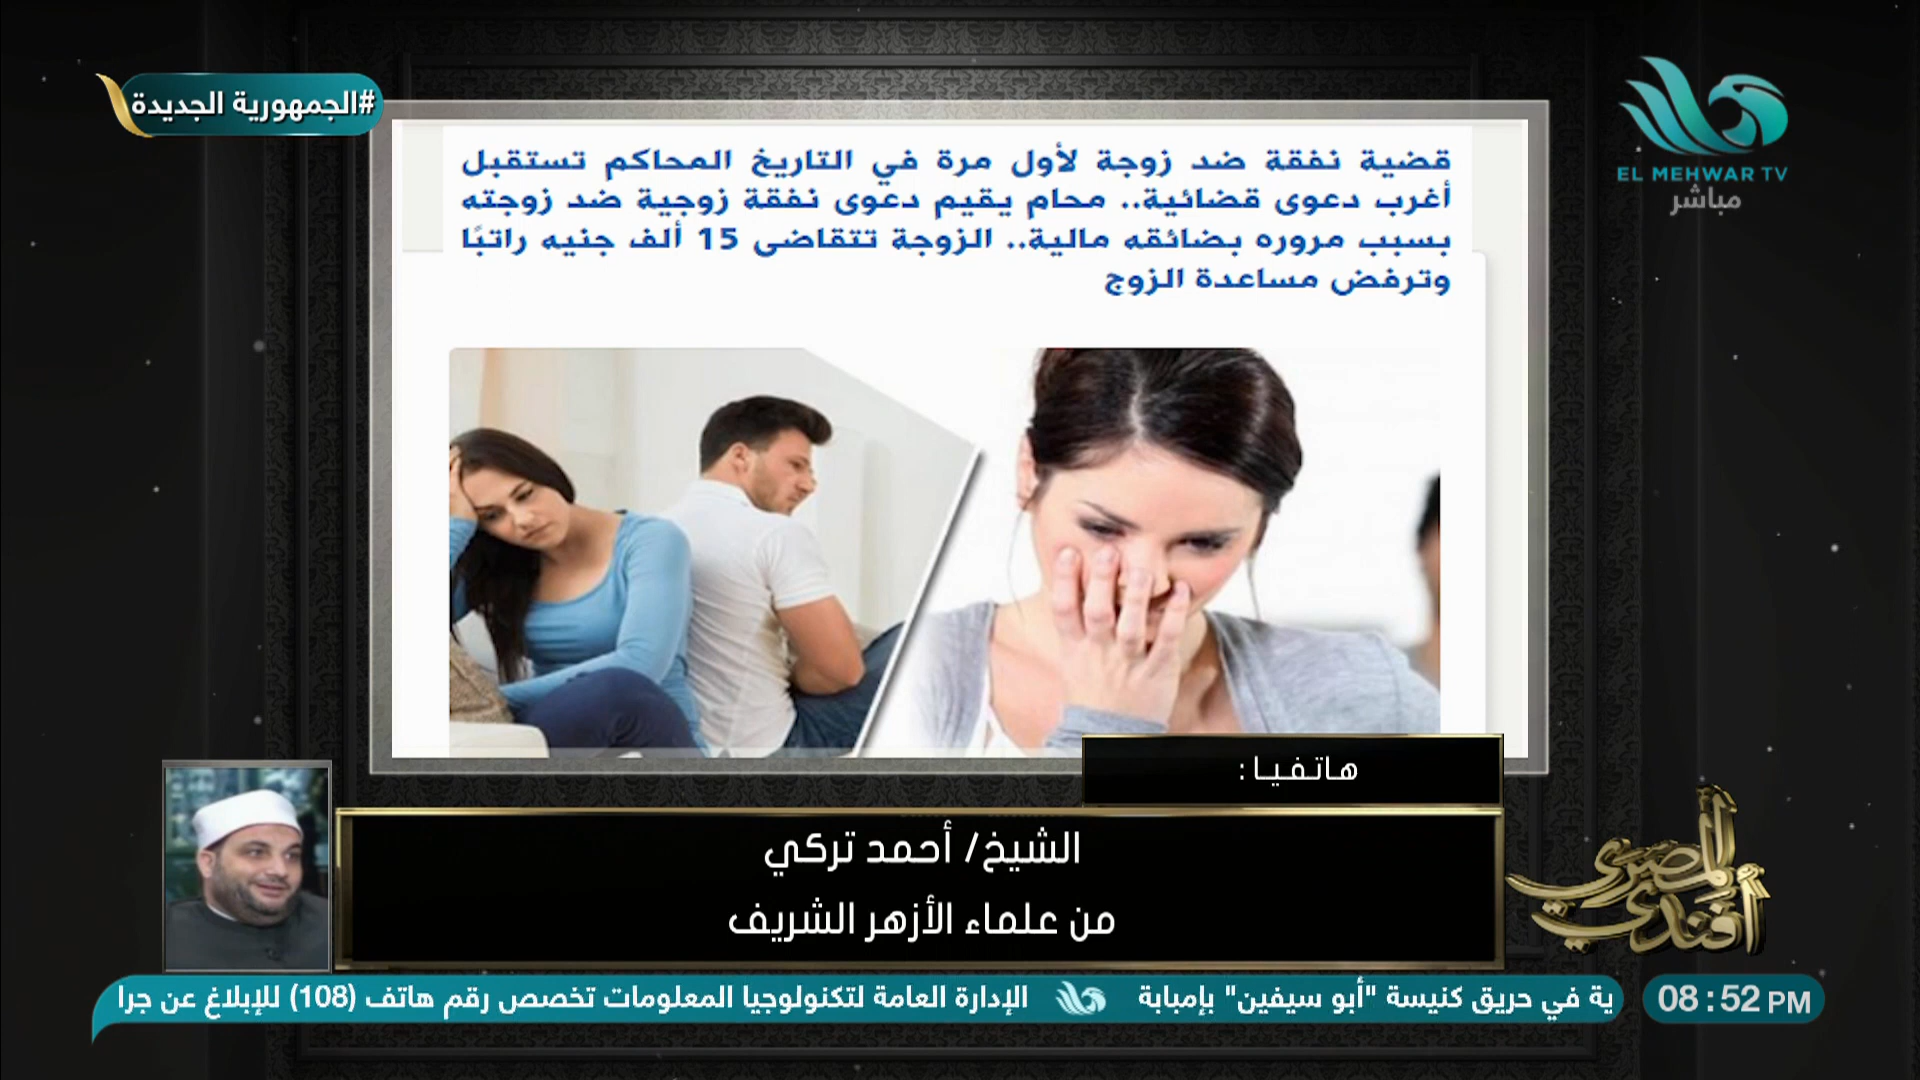 #الجمهورية الجديدة
EL MEHWAR TV
مباشر
قضية نفقة ضد زوجة لأول مرة في التاريخ المحاكم تستقبل
أغرب دعوى قضائية.. محام يقيم دعوى نفقة زوجية ضد زوجته
بسبب مروره بضائقه مالية.. الزوجة تتقاضى 15 ألف جنيه راتبًا
وترفض مساعدة الزوج
هاتفيا:
الشيخ/ أحمد تركي
من علماء الأزهر الشريف
المصري
أفندي
ية في حريق كنيسة "أبو سيفين" بإمبابة الإدارة العامة لتكنولوجيا المعلومات تخصص رقم هاتف (108) للإبلاغ عن جرا
08:52 PM